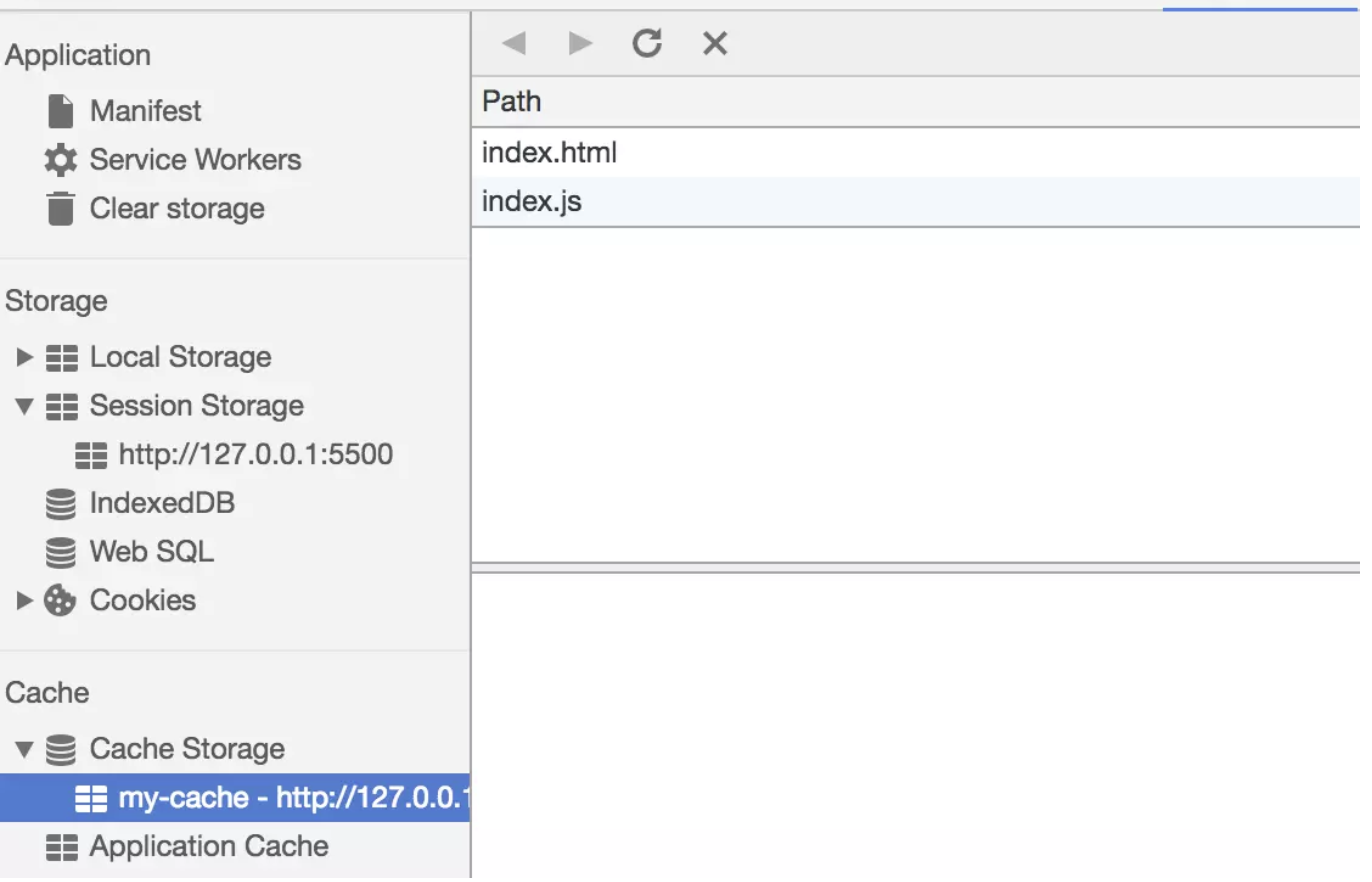 Application
Manifest
Service Workers
Clear storage
Storage
Local Storage
Session Storage
http://127.0.0.1:5500
IndexedDB
Web SQL
Cookies
Cache
Cache Storage
my-cache - http://127.0.0.1
Application Cache
Path
index.html
index.js